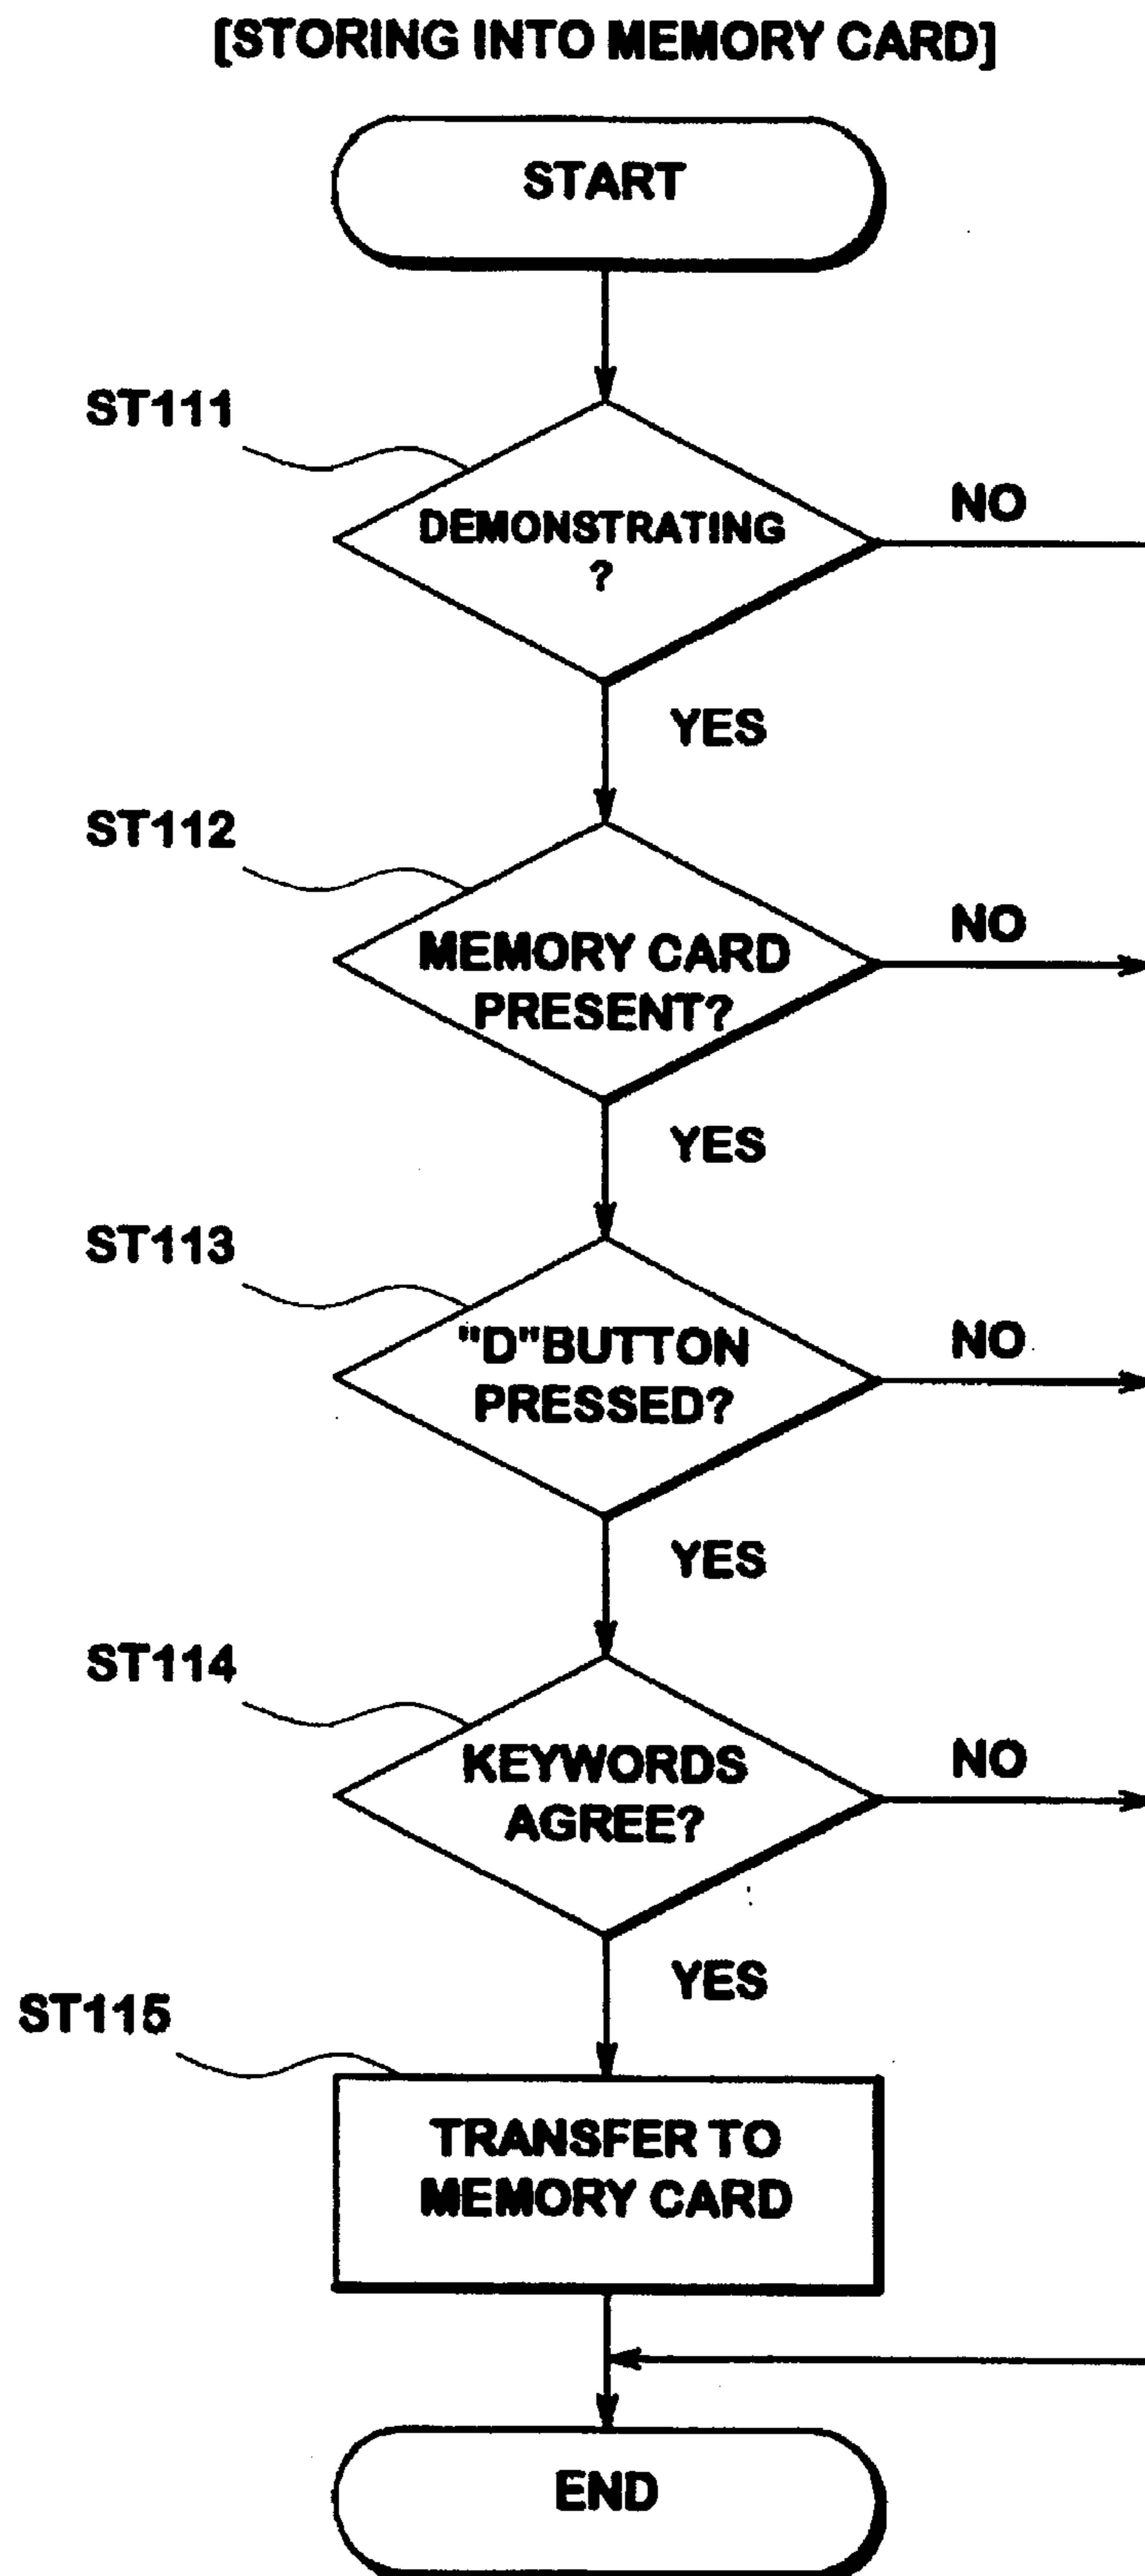 [STORING INTO MEMORY CARD]
START
ST111
DEMONSTRATING
?
NO
YES
ST112
MEMORY CARD
PRESENT?
NO
YES
ST113
"D"BUTTON
PRESSED?
NO
YES
ST114
KEYWORDS
AGREE?
NO
YES
ST115
TRANSFER TO
MEMORY CARD
END